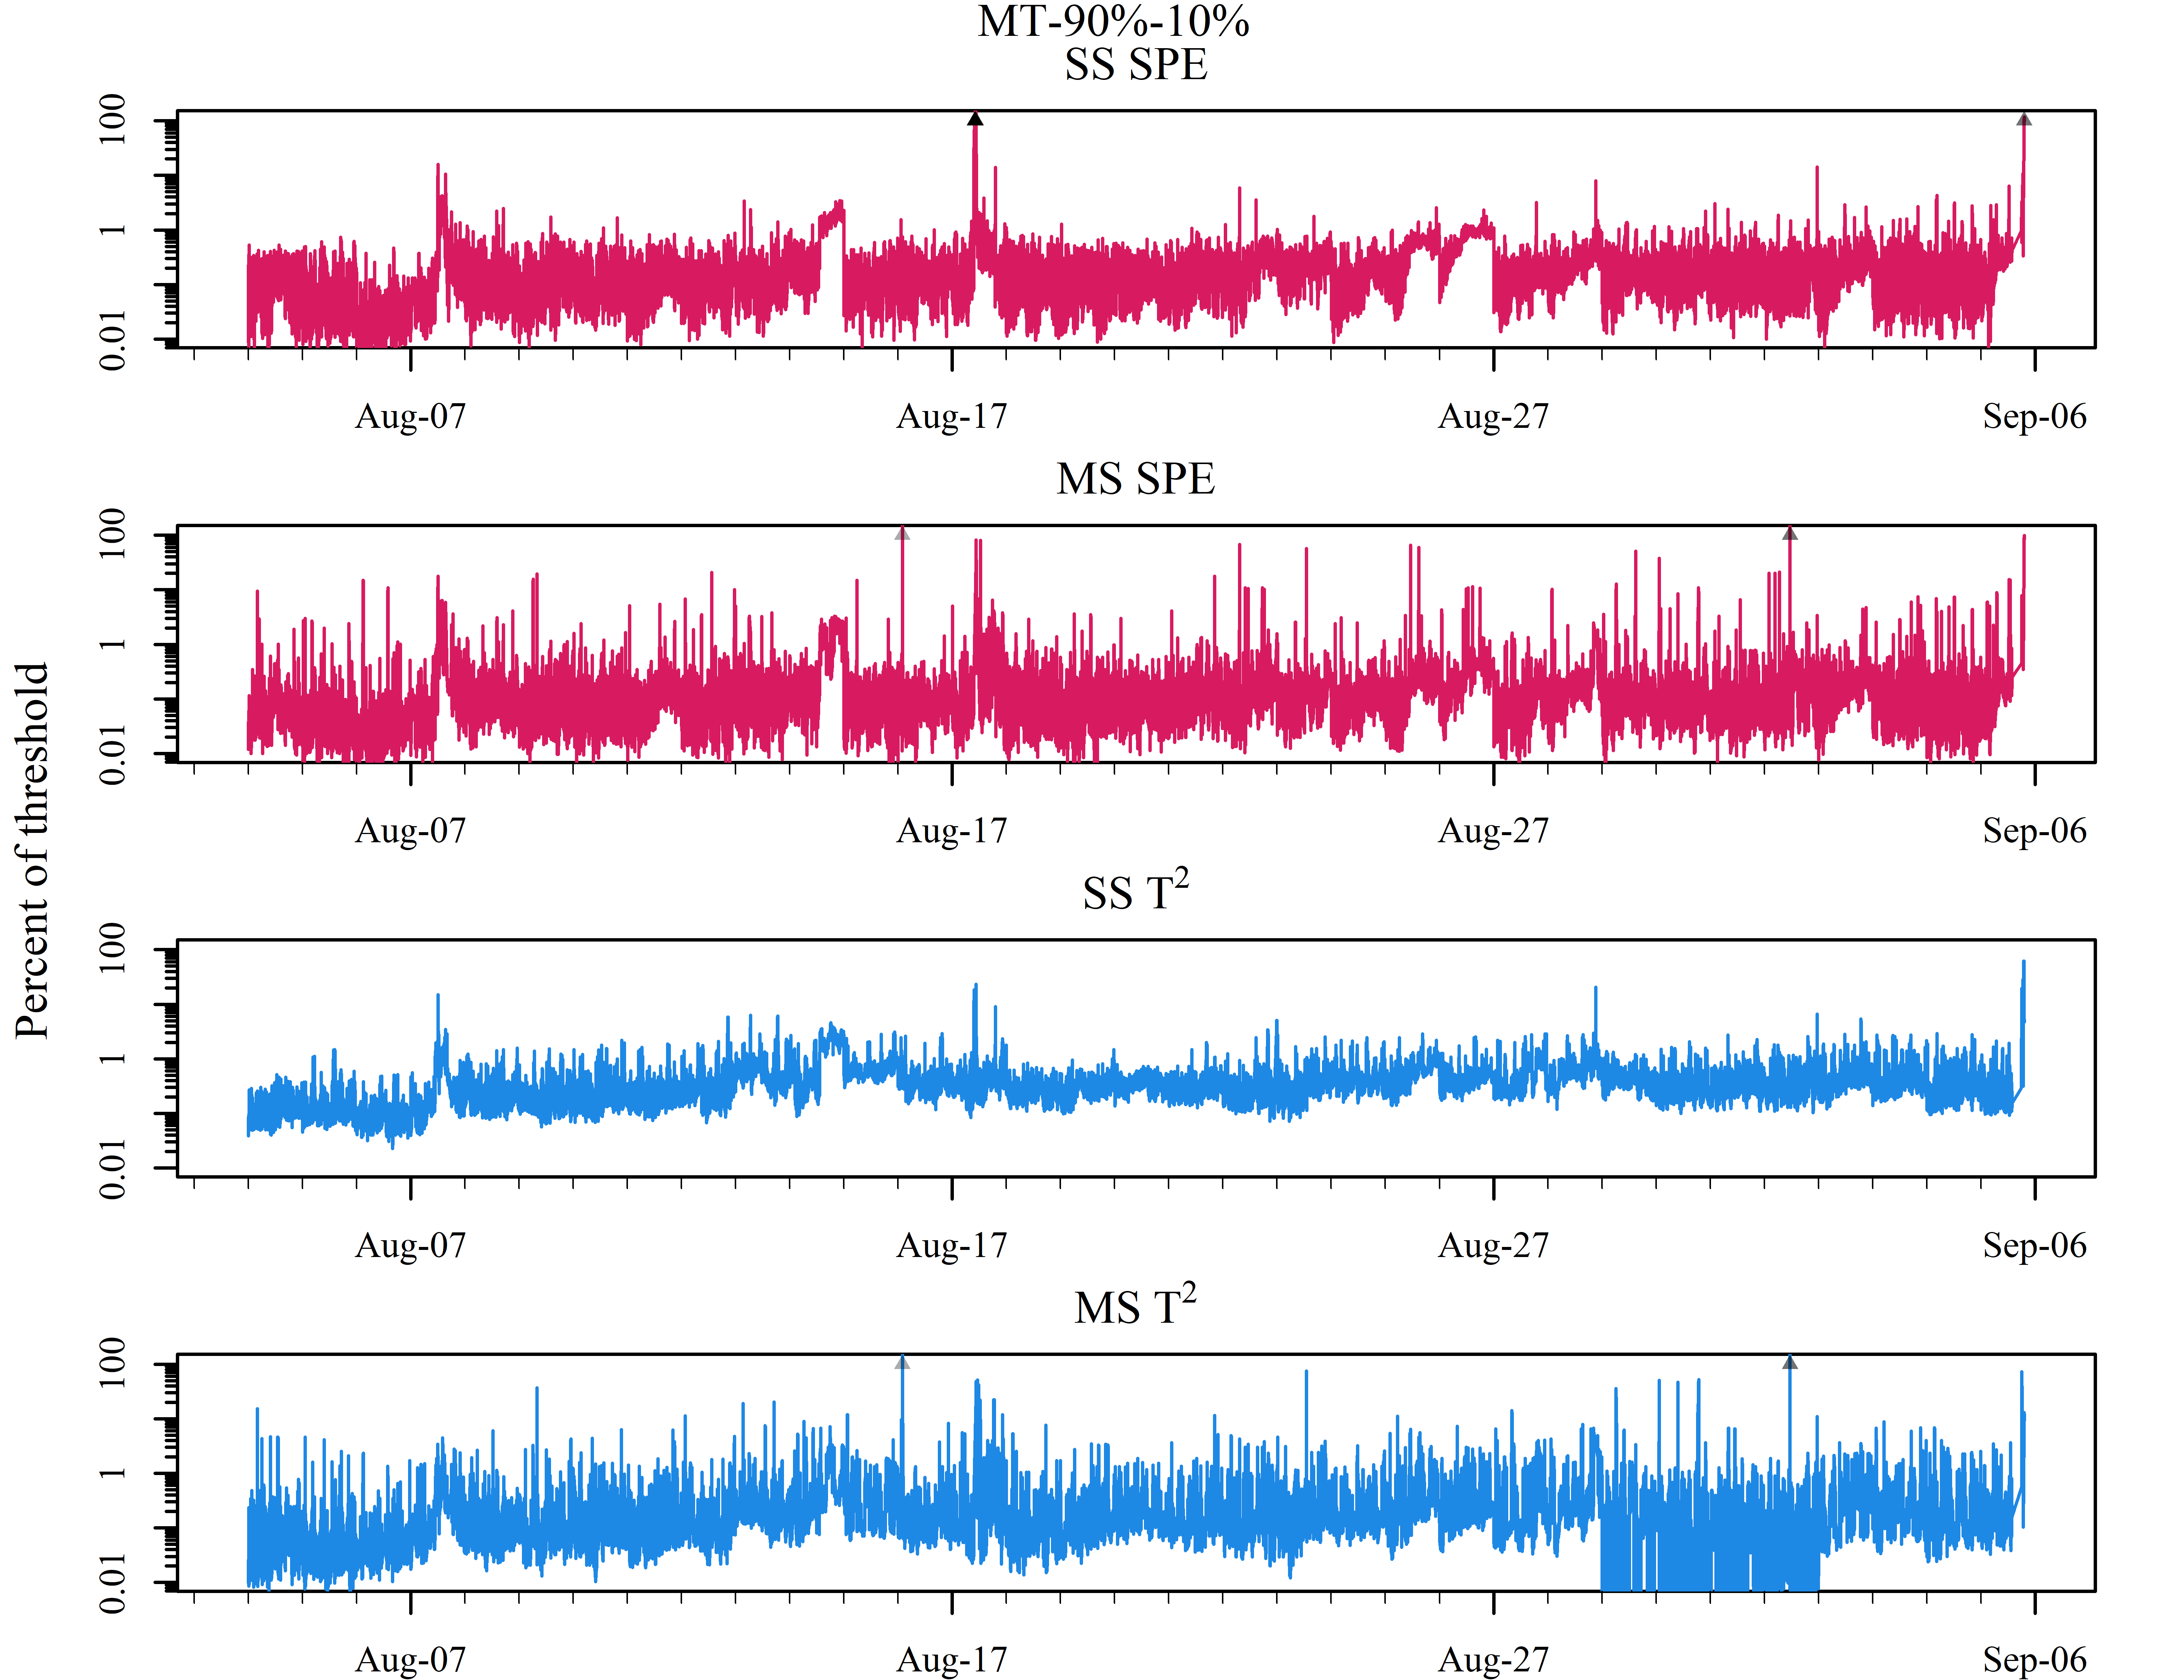 MT-90%-10%
SS SPE
100
1
0.01
Aug-07 Aug-17 Aug-27 Sep-06
MS SPE
100
1
0.01
Aug-07 Aug-17 Aug-27 Sep-06
Percent of threshold
SS T²
100
1
0.01
Aug-07 Aug-17 Aug-27 Sep-06
MS T²
100
1
0.01
Aug-07 Aug-17 Aug-27 Sep-06